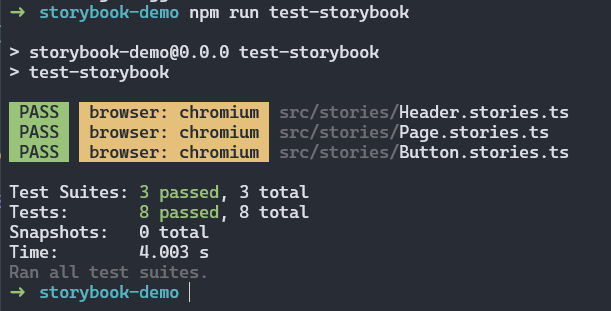 ➜ storybook-demo npm run test-storybook
> storybook-demo@0.0.0 test-storybook
> test-storybook
PASS browser: chromium src/stories/Header.stories.ts
PASS browser: chromium src/stories/Page.stories.ts
PASS browser: chromium src/stories/Button.stories.ts
Test Suites: 3 passed, 3 total
Tests: 8 passed, 8 total
Snapshots: 0 total
Time: 4.003 s
Ran all test suites.
➜ storybook-demo